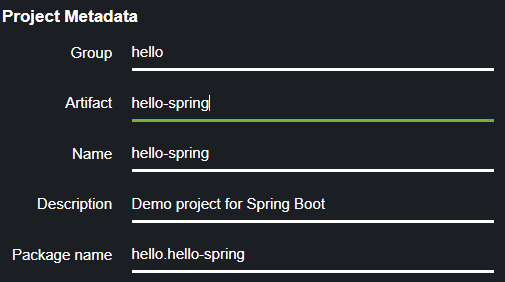 Project Metadata
Group hello
Artifact hello-spring
Name hello-spring
Description Demo project for Spring Boot
Package name hello.hello-spring